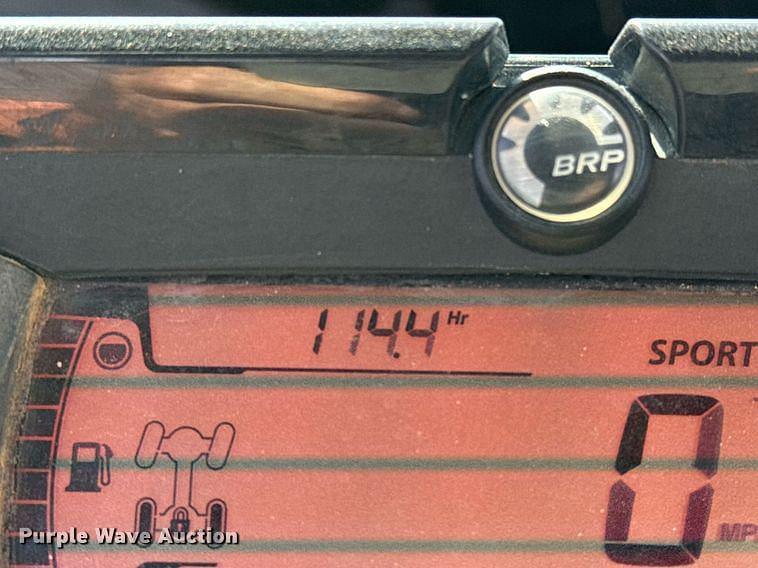 BRP
114.4 Hr
SPORT
0
MP
Purple Wave Auction